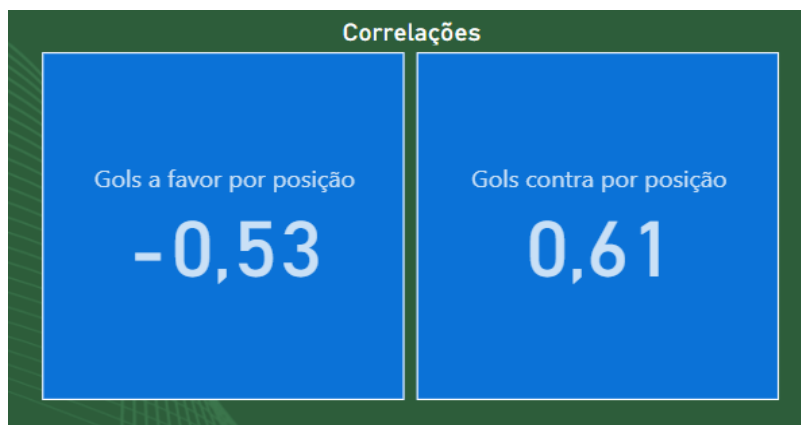 Correlações
Gols a favor por posição
-0,53
Gols contra por posição
0,61